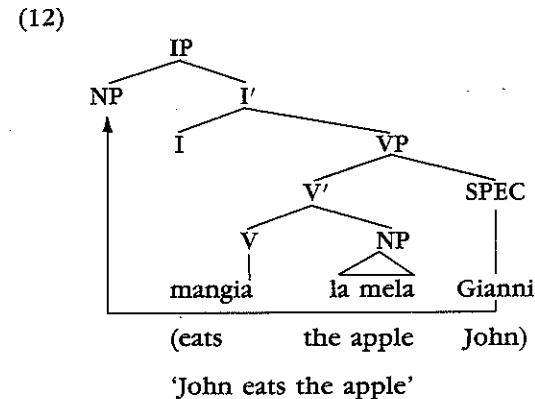 (12)
IP
NP I′
I VP
V′ SPEC
V NP
mangia la mela Gianni
(eats the apple John)
‘John eats the apple’